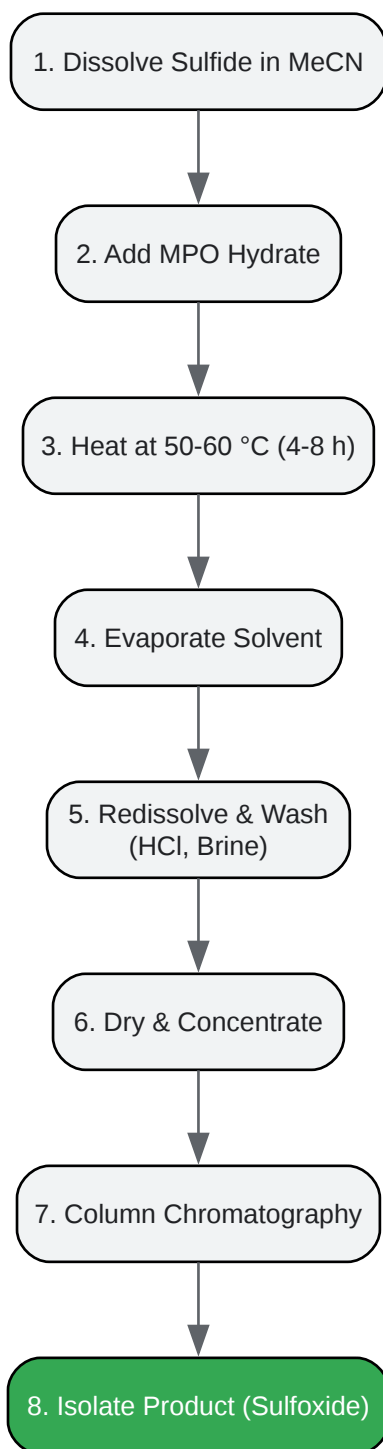 1. Dissolve Sulfide in MeCN
2. Add MPO Hydrate
3. Heat at 50-60 °C (4-8 h)
4. Evaporate Solvent
5. Redissolve & Wash
(HCl, Brine)
6. Dry & Concentrate
7. Column Chromatography
8. Isolate Product (Sulfoxide)